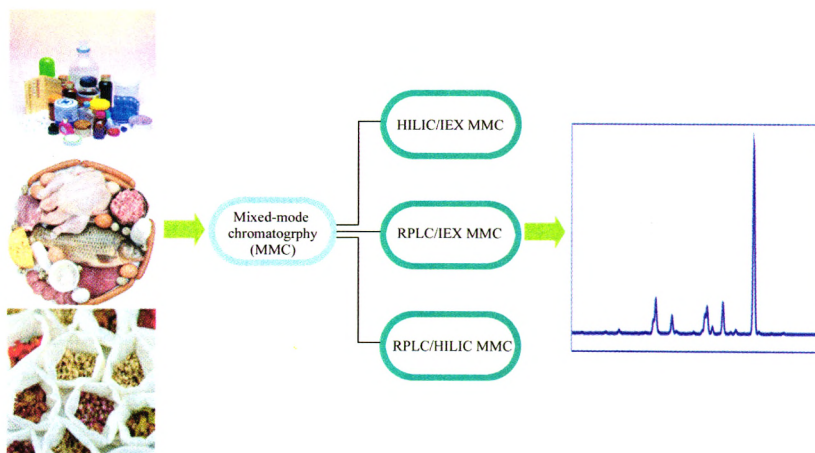 HILIC/IEX MMC
Mixed-mode
chromatogrphy
(MMC)
RPLC/IEX MMC
RPLC/HILIC MMC